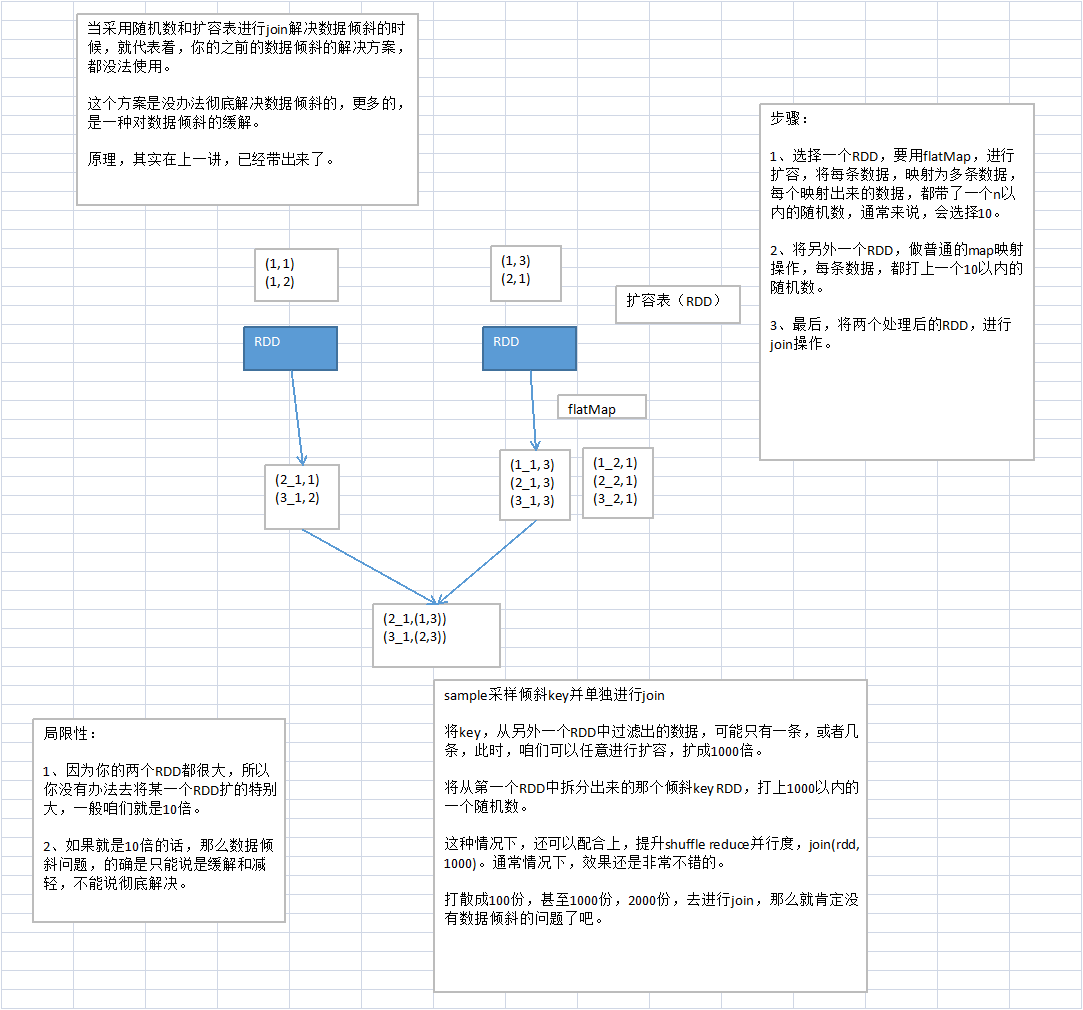 当采用随机数和扩容表进行join解决数据倾斜的时
候，就代表着，你的之前的数据倾斜的解决方案，
都没法使用。
这个方案是没办法彻底解决数据倾斜的，更多的，
是一种对数据倾斜的缓解。
原理，其实在上一讲，已经带出来了。
步骤：
1、选择一个RDD，要用flatMap，进行
扩容，将每条数据，映射为多条数据，
每个映射出来的数据，都带了一个n以
内的随机数，通常来说，会选择10。
2、将另外一个RDD，做普通的map映射
操作，每条数据，都打上一个10以内的
随机数。
3、最后，将两个处理后的RDD，进行
join操作。
(1,1)
(1,2)
(1,3)
(2,1)
扩容表（RDD）
RDD
RDD
flatMap
(2_1,1)
(3_1,2)
(1_1,3)
(2_1,3)
(3_1,3)
(1_2,1)
(2_2,1)
(3_2,1)
(2_1,(1,3))
(3_1,(2,3))
sample采样倾斜key并单独进行join
将key，从另外一个RDD中过滤出的数据，可能只有一条，或者几
条，此时，咱们可以任意进行扩容，扩成1000倍。
将从第一个RDD中拆分出来的那个倾斜key RDD，打上1000以内的
一个随机数。
这种情况下，还可以配合上，提升shuffle reduce并行度，join(rdd,
1000)。通常情况下，效果还是非常不错的。
打散成100份，甚至1000份，2000份，去进行join，那么就肯定没
有数据倾斜的问题了吧。
局限性：
1、因为你的两个RDD都很大，所以
你没有办法去将某一个RDD扩的特别
大，一般咱们就是10倍。
2、如果就是10倍的话，那么数据倾
斜问题，的确是只能说是缓解和减
轻，不能说彻底解决。